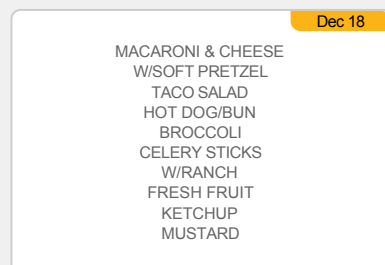 Dec 18
MACARONI & CHEESE
W/SOFT PRETZEL
TACO SALAD
HOT DOG/BUN
BROCCOLI
CELERY STICKS
W/RANCH
FRESH FRUIT
KETCHUP
MUSTARD